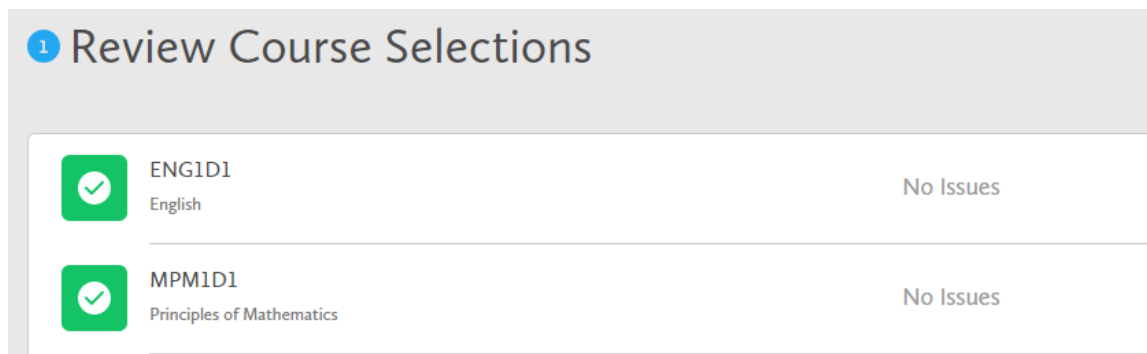 1 Review Course Selections
ENG1D1
English
No Issues
MPM1D1
Principles of Mathematics
No Issues